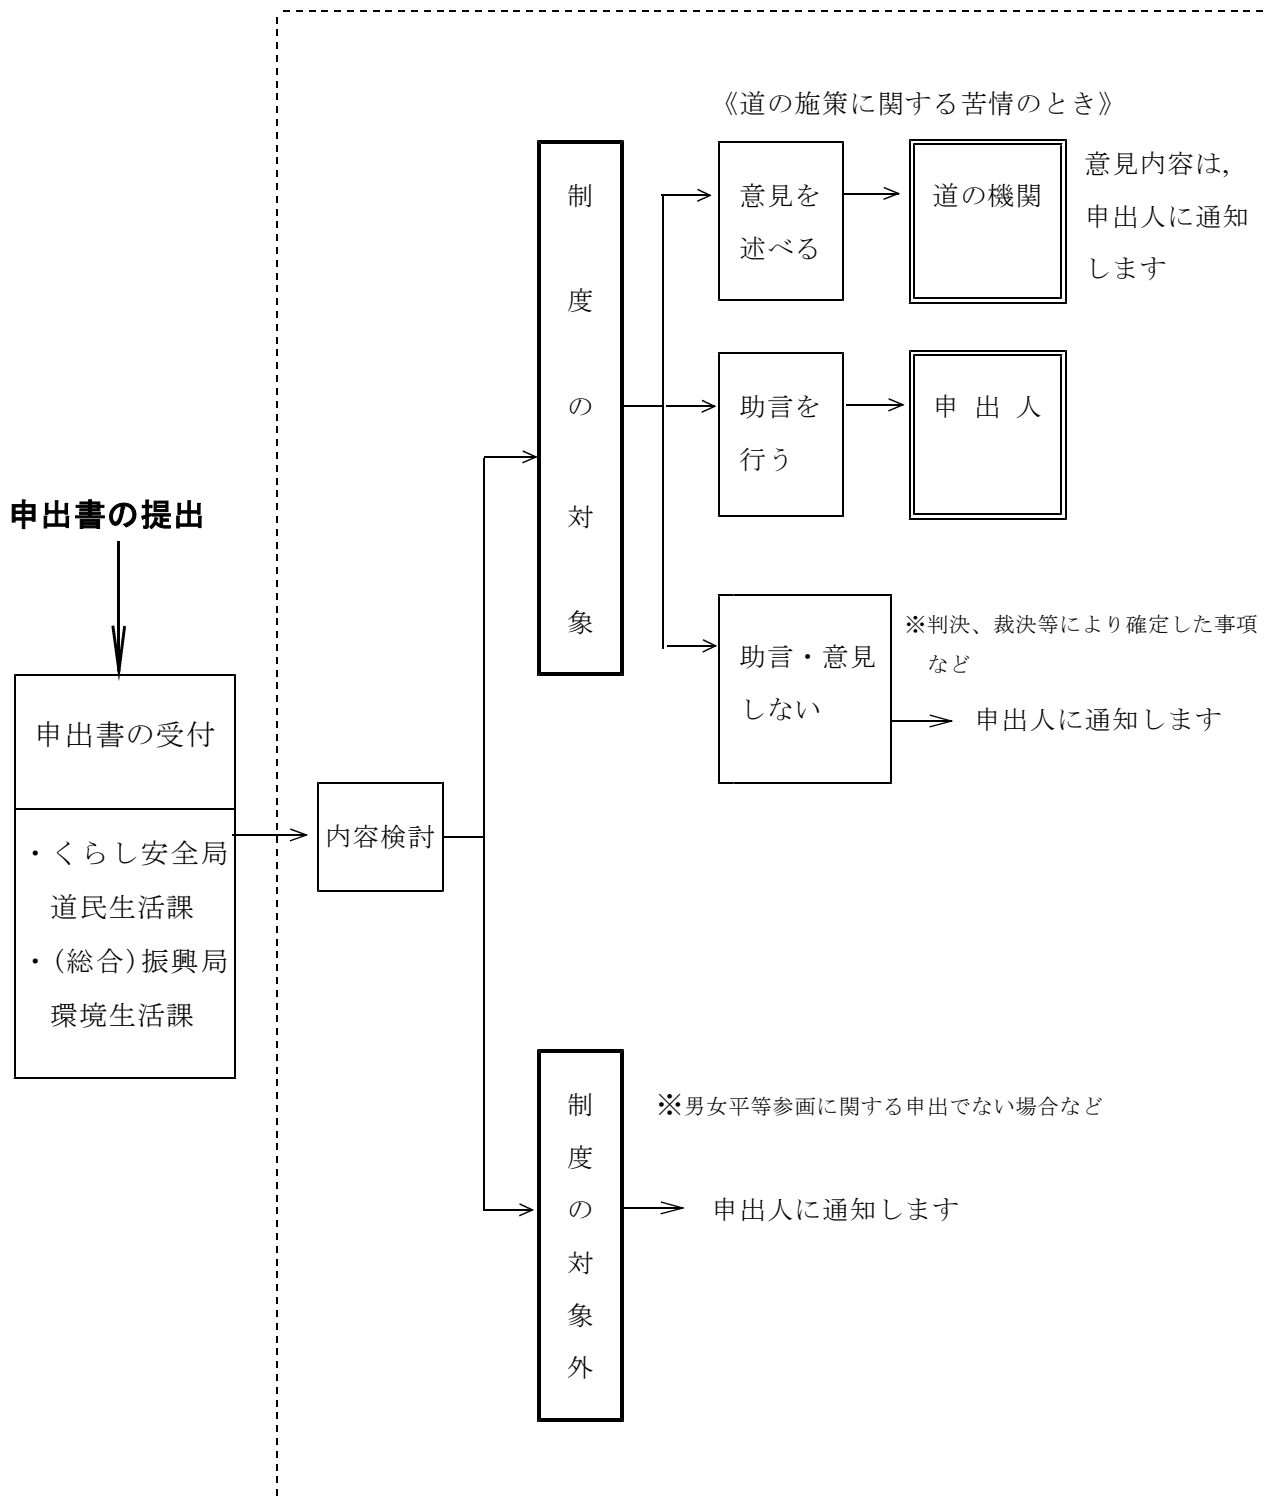 申出書の提出
申出書の受付
・くらし安全局
道民生活課
・(総合)振興局
環境生活課
内容検討
制度の対象
《道の施策に関する苦情のとき》
意見を
述べる
道の機関
意見内容は,
申出人に通知
します
助言を
行う
申出人
助言・意見
しない
※判決、裁決等により確定した事項
など
申出人に通知します
制度の対象外
※男女平等参画に関する申出でない場合など
申出人に通知します